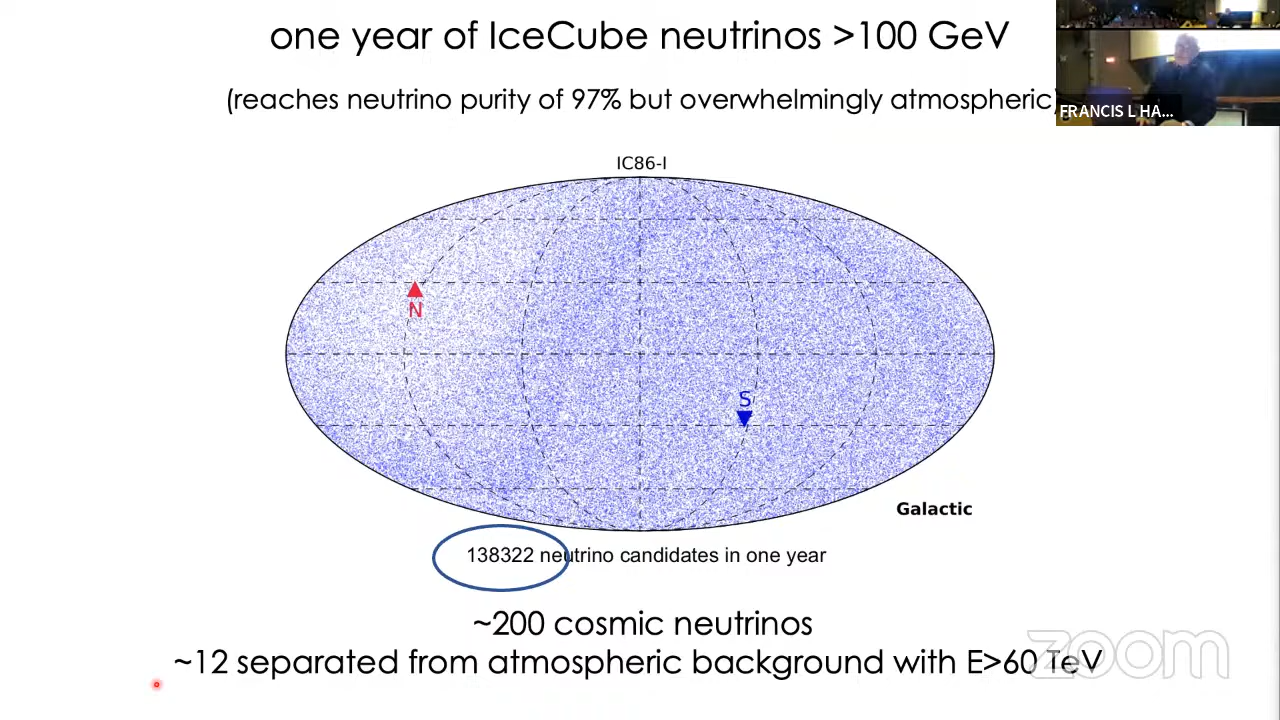 one year of IceCube neutrinos >100 GeV
(reaches neutrino purity of 97% but overwhelmingly atmospheric)
FRANCIS L HA...
IC86-I
N
S
Galactic
138322 neutrino candidates in one year
~200 cosmic neutrinos
~12 separated from atmospheric background with E>60 TeV
zoom